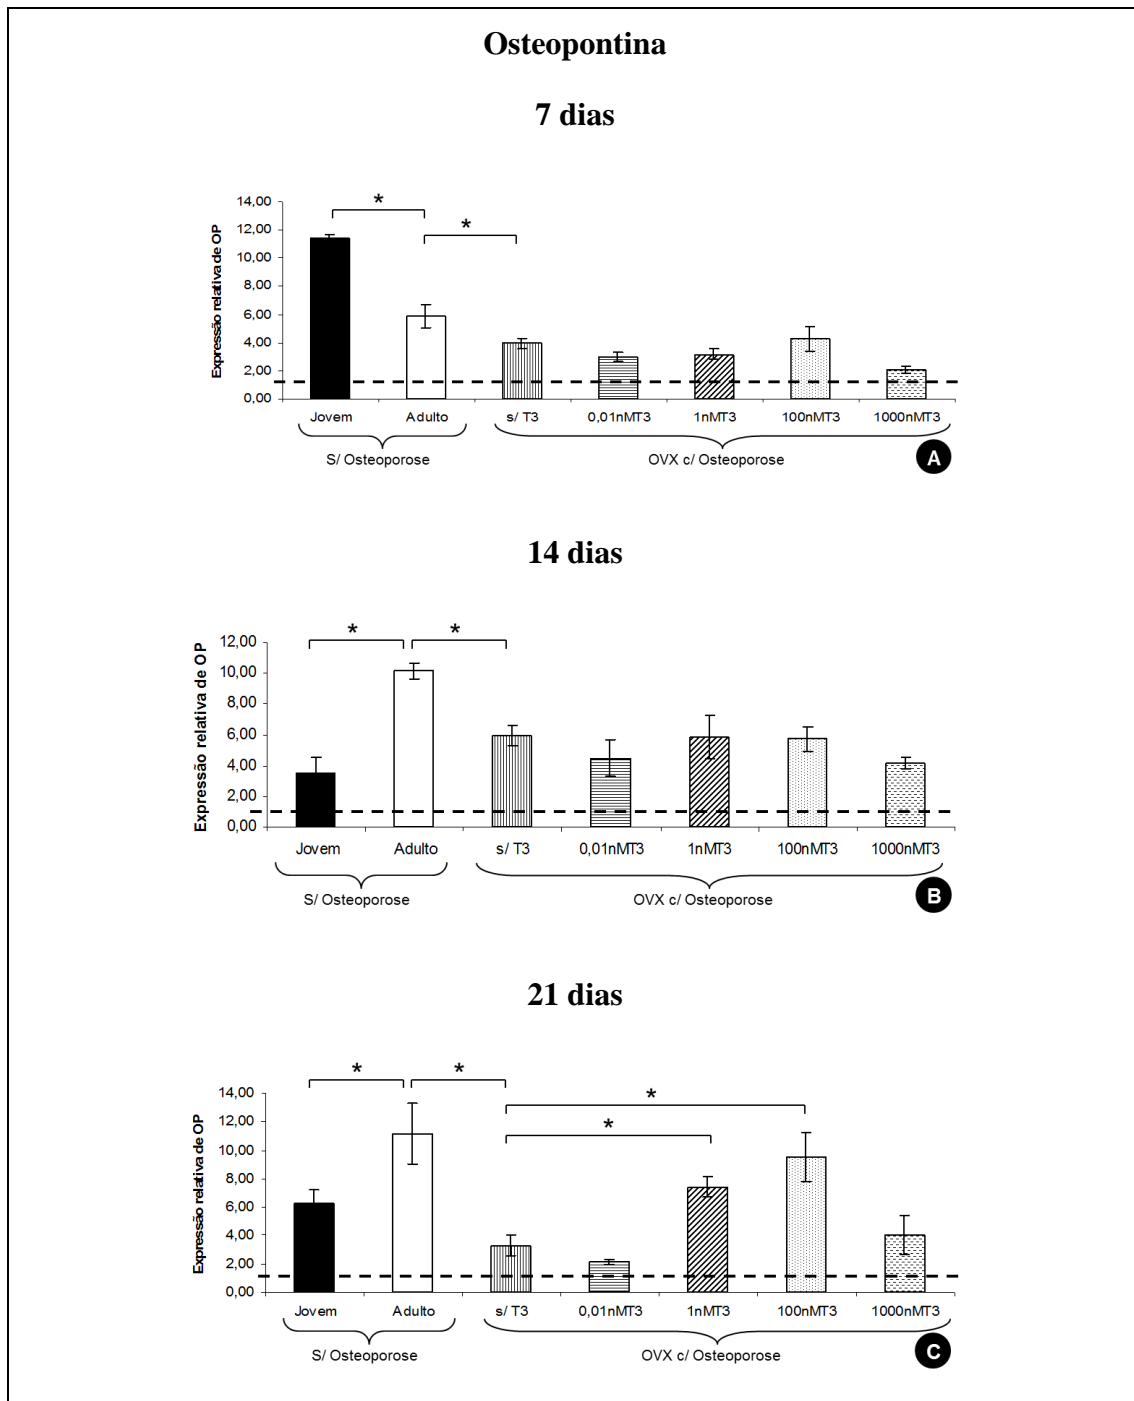 Osteopontina
7 dias
Expressão relativa de OP
14,00
12,00
10,00
8,00
6,00
4,00
2,00
0,00
*
*
Jovem Adulto s/ T3 0,01nMT3 1nMT3 100nMT3 1000nMT3
S/ Osteoporose OVX c/ Osteoporose
A
14 dias
Expressão relativa de OP
12,00
10,00
8,00
6,00
4,00
2,00
0,00
* *
Jovem Adulto s/ T3 0,01nMT3 1nMT3 100nMT3 1000nMT3
S/ Osteoporose OVX c/ Osteoporose
B
21 dias
Expressão relativa de OP
14,00
12,00
10,00
8,00
6,00
4,00
2,00
0,00
* *
*
*
Jovem Adulto s/ T3 0,01nMT3 1nMT3 100nMT3 1000nMT3
S/ Osteoporose OVX c/ Osteoporose
C